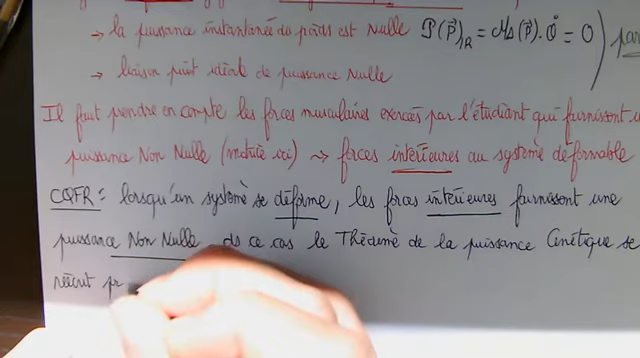 → la puissance instantanée du poids est Nulle P(p⃗)/R = M_Δ(p⃗).θ̇ = 0
→ liaison pivot idéale de puissance Nulle
Il faut prendre en compte les forces musculaires exercées par l'étudiant qui fournissent u
puissance Non Nulle (motrice ici) → forces intérieures au système déformable
CQFR : lorsqu'un système se déforme, les forces intérieures fournissent une
puissance Non Nulle ds ce cas le Théorème de la puissance Cinétique se
réécrit pr